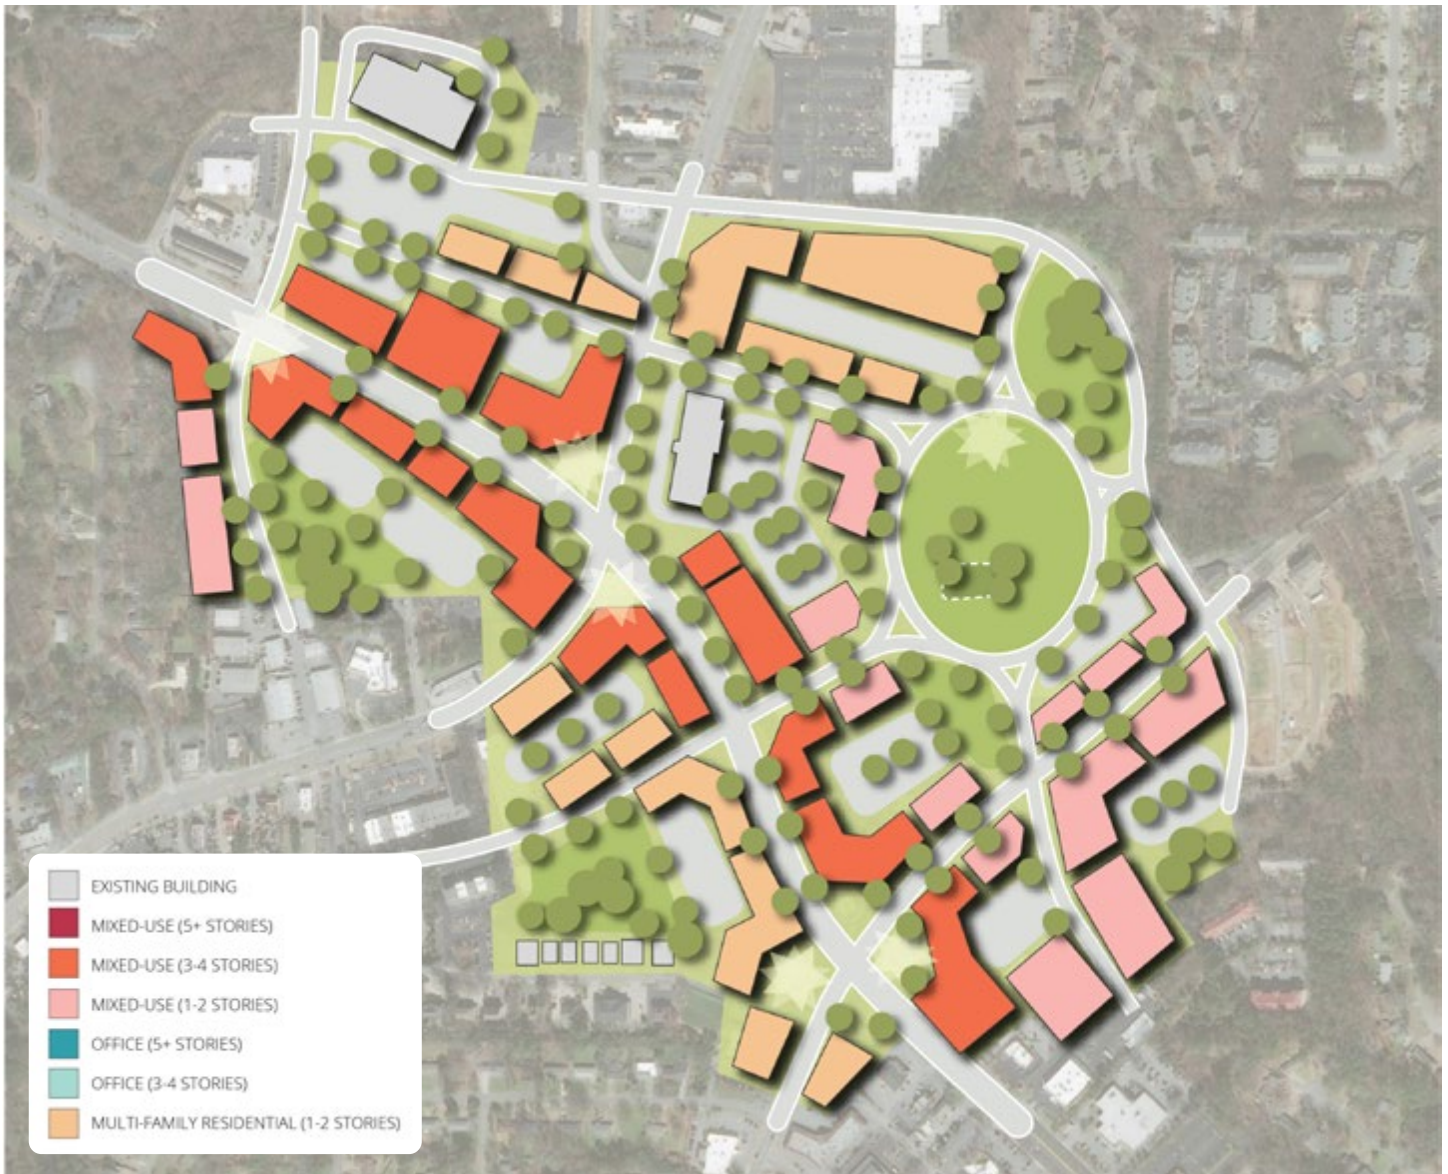 EXISTING BUILDING
MIXED-USE (5+ STORIES)
MIXED-USE (3-4 STORIES)
MIXED-USE (1-2 STORIES)
OFFICE (5+ STORIES)
OFFICE (3-4 STORIES)
MULTI-FAMILY RESIDENTIAL (1-2 STORIES)